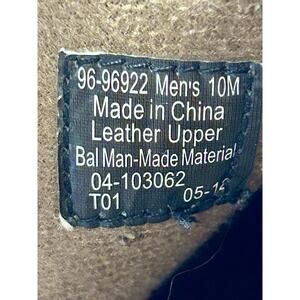 96-96922 Men's 10M
Made in China
Leather Upper
Bal Man-Made Material
04-103062
T01 05-14